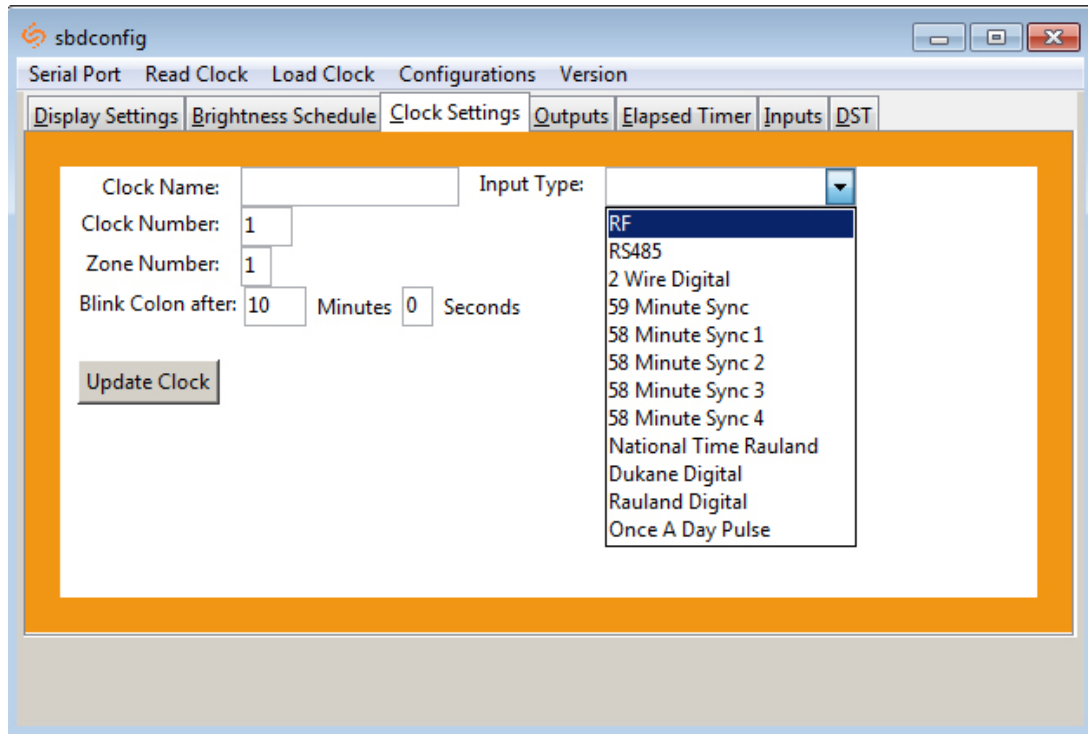 sbdconfig
Serial Port Read Clock Load Clock Configurations Version
Display Settings Brightness Schedule Clock Settings Outputs Elapsed Timer Inputs DST
Clock Name: Input Type:
Clock Number: 1
Zone Number: 1
Blink Colon after: 10 Minutes 0 Seconds
Update Clock
RF
RS485
2 Wire Digital
59 Minute Sync
58 Minute Sync 1
58 Minute Sync 2
58 Minute Sync 3
58 Minute Sync 4
National Time Rauland
Dukane Digital
Rauland Digital
Once A Day Pulse